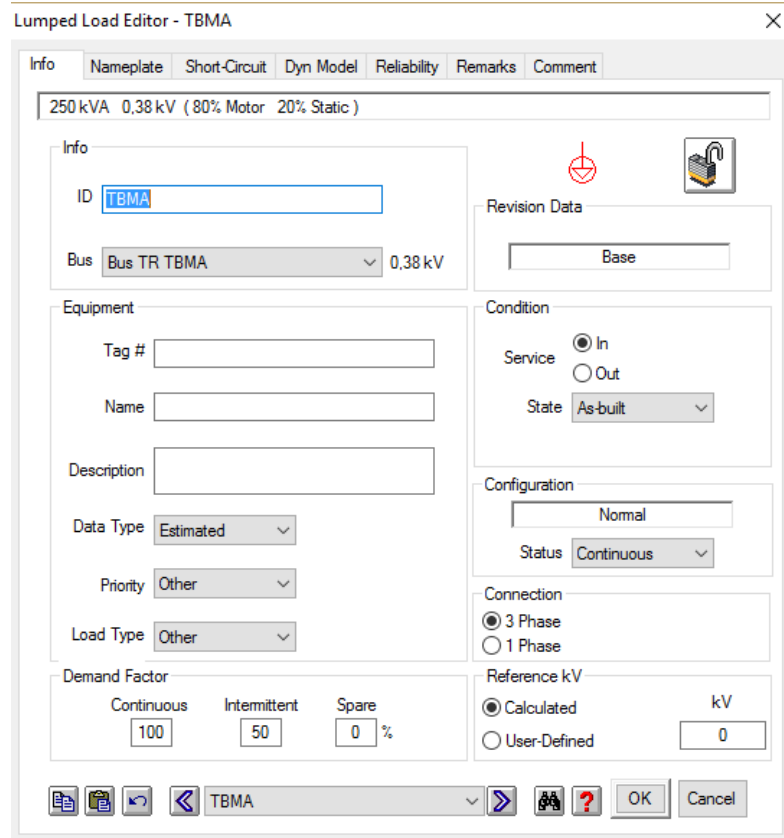 Lumped Load Editor - TBMA
Info Nameplate Short-Circuit Dyn Model Reliability Remarks Comment
250 kVA 0,38 kV ( 80% Motor 20% Static )
Info
ID TBMA
Bus Bus TR TBMA 0,38 kV
Revision Data
Base
Equipment
Tag #
Name
Description
Data Type Estimated
Priority Other
Load Type Other
Condition
Service In
Out
State As-built
Configuration
Normal
Status Continuous
Connection
3 Phase
1 Phase
Demand Factor
Continuous Intermittent Spare
100 50 0 %
Reference kV
Calculated kV
User-Defined 0
TBMA ? OK Cancel